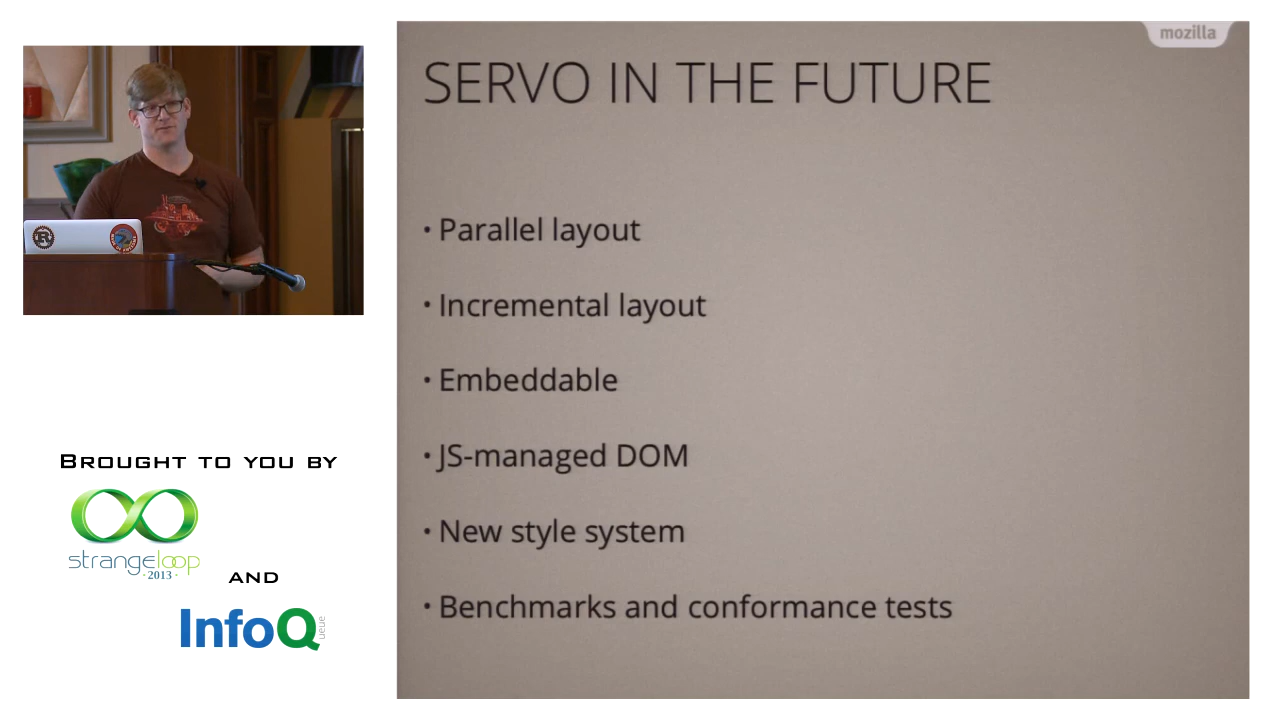 mozilla
SERVO IN THE FUTURE
• Parallel layout
• Incremental layout
• Embeddable
• JS-managed DOM
• New style system
• Benchmarks and conformance tests
R
BROUGHT TO YOU BY
strangeloop
· 2013 ·
AND
InfoQ
ueue